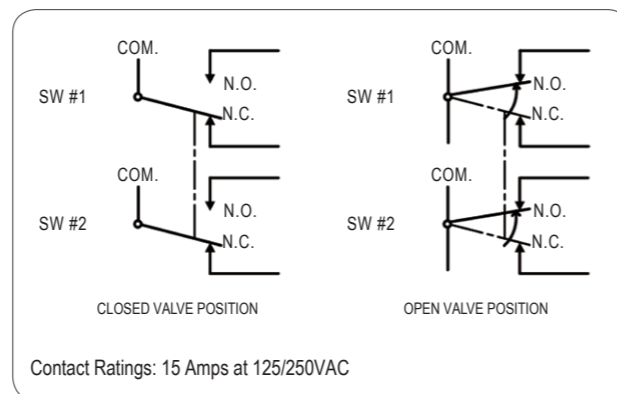 COM.
N.O.
SW #1
N.C.
COM.
N.O.
SW #2
N.C.
CLOSED VALVE POSITION
COM.
N.O.
SW #1
N.C.
COM.
N.O.
SW #2
N.C.
OPEN VALVE POSITION
Contact Ratings: 15 Amps at 125/250VAC